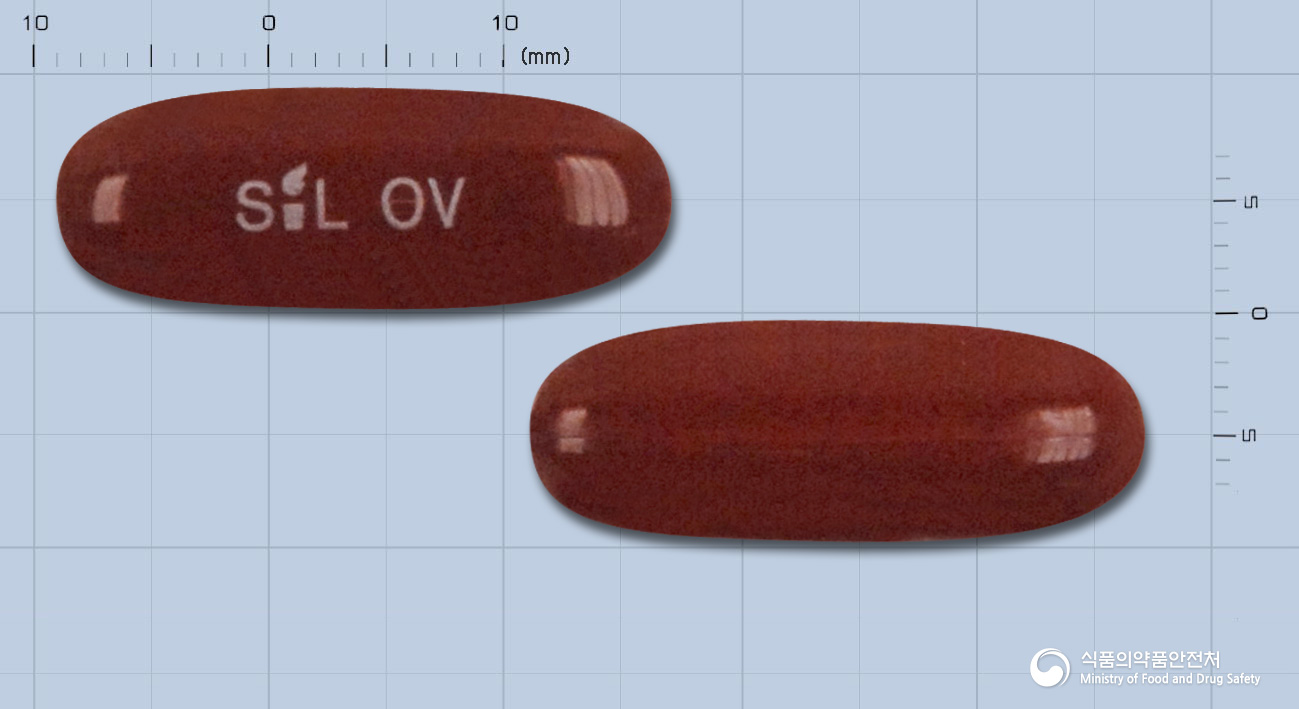 10 0 10
(mm)
SiL OV
5
0
5
식품의약품안전처
Ministry of Food and Drug Safety